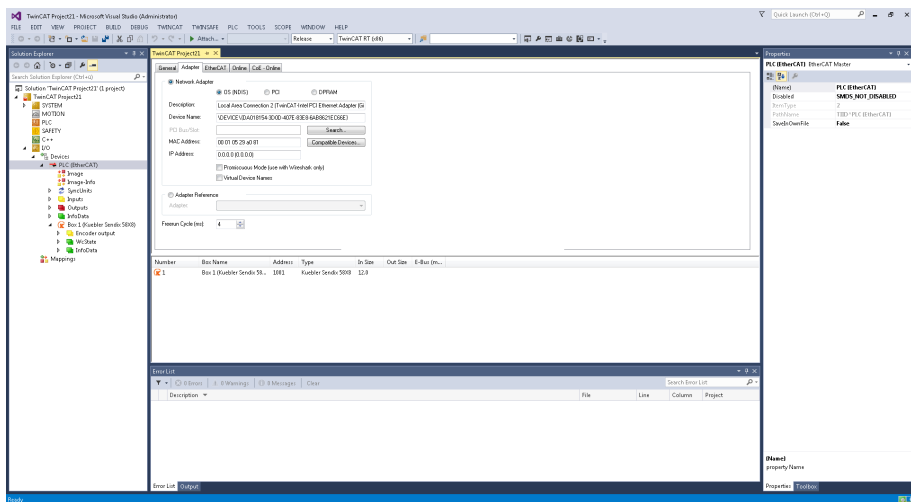 TwinCAT Project21 - Microsoft Visual Studio (Administrator)
Quick Launch (Ctrl+Q)
FILE EDIT VIEW PROJECT BUILD DEBUG TWINCAT TWINSAFE PLC TOOLS SCOPE WINDOW HELP
Attach... Release TwinCAT RT (x86)
Solution Explorer
Search Solution Explorer (Ctrl+ü)
Solution 'TwinCAT Project21' (1 project)
TwinCAT Project21
SYSTEM
MOTION
PLC
SAFETY
C++
I/O
Devices
PLC (EtherCAT)
Image
Image-Info
SyncUnits
Inputs
Outputs
InfoData
Box 1 (Kuebler Sendix 58X8)
Encoder output
WcState
InfoData
Mappings
TwinCAT Project21
General Adapter EtherCAT Online CoE - Online
Network Adapter
OS (NDIS) PCI DPRAM
Description: Local Area Connection 2 (TwinCAT-Intel PCI Ethernet Adapter (Gi
Device Name:
PCI Bus/Slot: Search...
MAC Address: 00 01 05 29 a0 81 Compatible Devices...
IP Address: 0.0.0.0 (0.0.0.0)
Promiscuous Mode (use with Wireshark only)
Virtual Device Names
Adapter Reference
Adapter:
Freerun Cycle (ms): 4
Number Box Name Address Type In Size Out Size E-Bus (m...
1 Box 1 (Kuebler Sendix 58... 1001 Kuebler Sendix 58X8 12.0
Error List
0 Errors 0 Warnings 0 Messages Clear
Search Error List
Description File Line Column Project
Error List Output
Properties
PLC (EtherCAT) EtherCAT Master
(Name) PLC (EtherCAT)
Disabled SMDS_NOT_DISABLED
ItemType 2
PathName TIID^PLC (EtherCAT)
SaveInOwnFile False
(Name)
property Name
Properties Toolbox
Ready